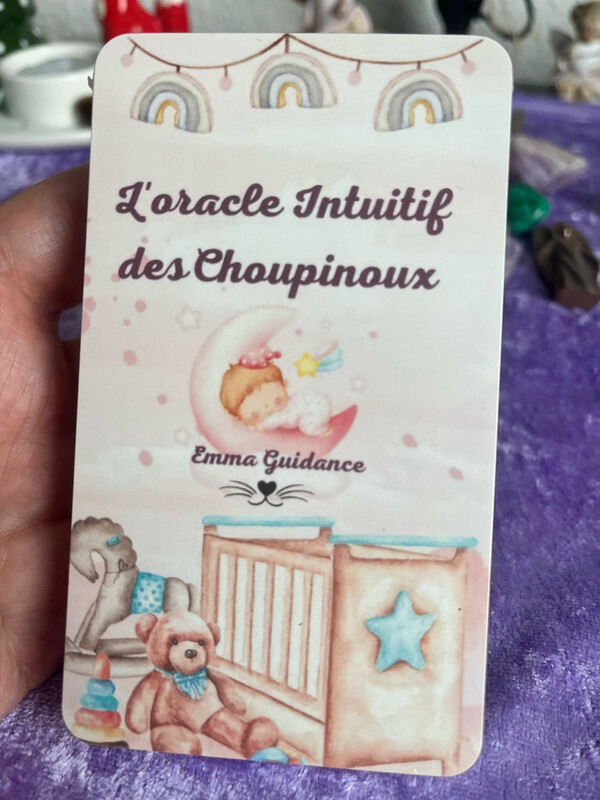 L'oracle Intuitif
des Choupinoux
Emma Guidance